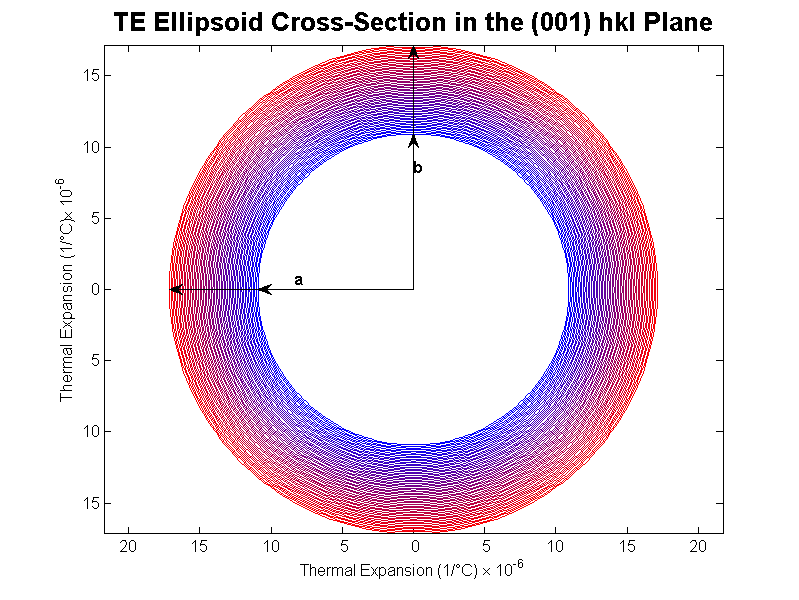 TE Ellipsoid Cross-Section in the (001) hkl Plane
15
10
5
0
5
10
15
Thermal Expansion (1/°C)× 10-6
b
a
20 15 10 5 0 5 10 15 20
Thermal Expansion (1/°C) × 10-6